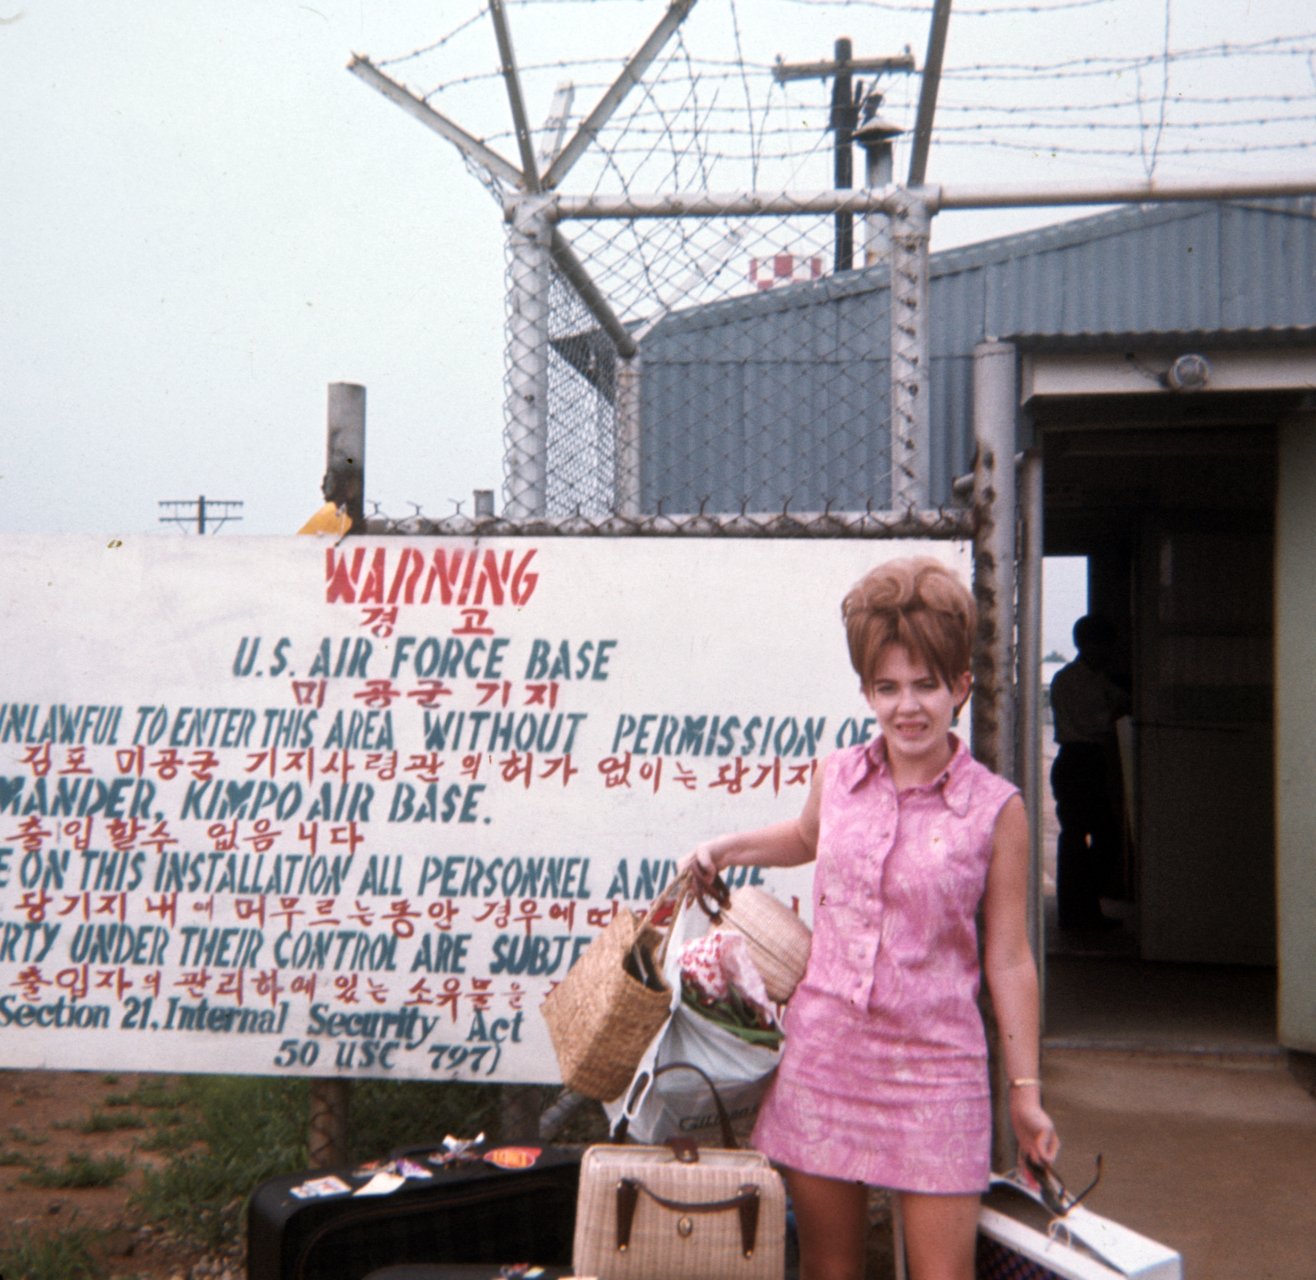 WARNING
경 고
U.S. AIR FORCE BASE
미 공군 기지
UNLAWFUL TO ENTER THIS AREA WITHOUT PERMISSION OF
김포 미공군 기지사령관의 허가 없이는 당기지
MANDER, KIMPO AIR BASE.
출입할수 없음니다
E ON THIS INSTALLATION ALL PERSONNEL AND
당기지 내에 머무르는동안 경우에 따
ERTY UNDER THEIR CONTROL ARE SUBJE
출입자의 관리하에 있는 소유물은
Section 21, Internal Security Act
50 USC 797)